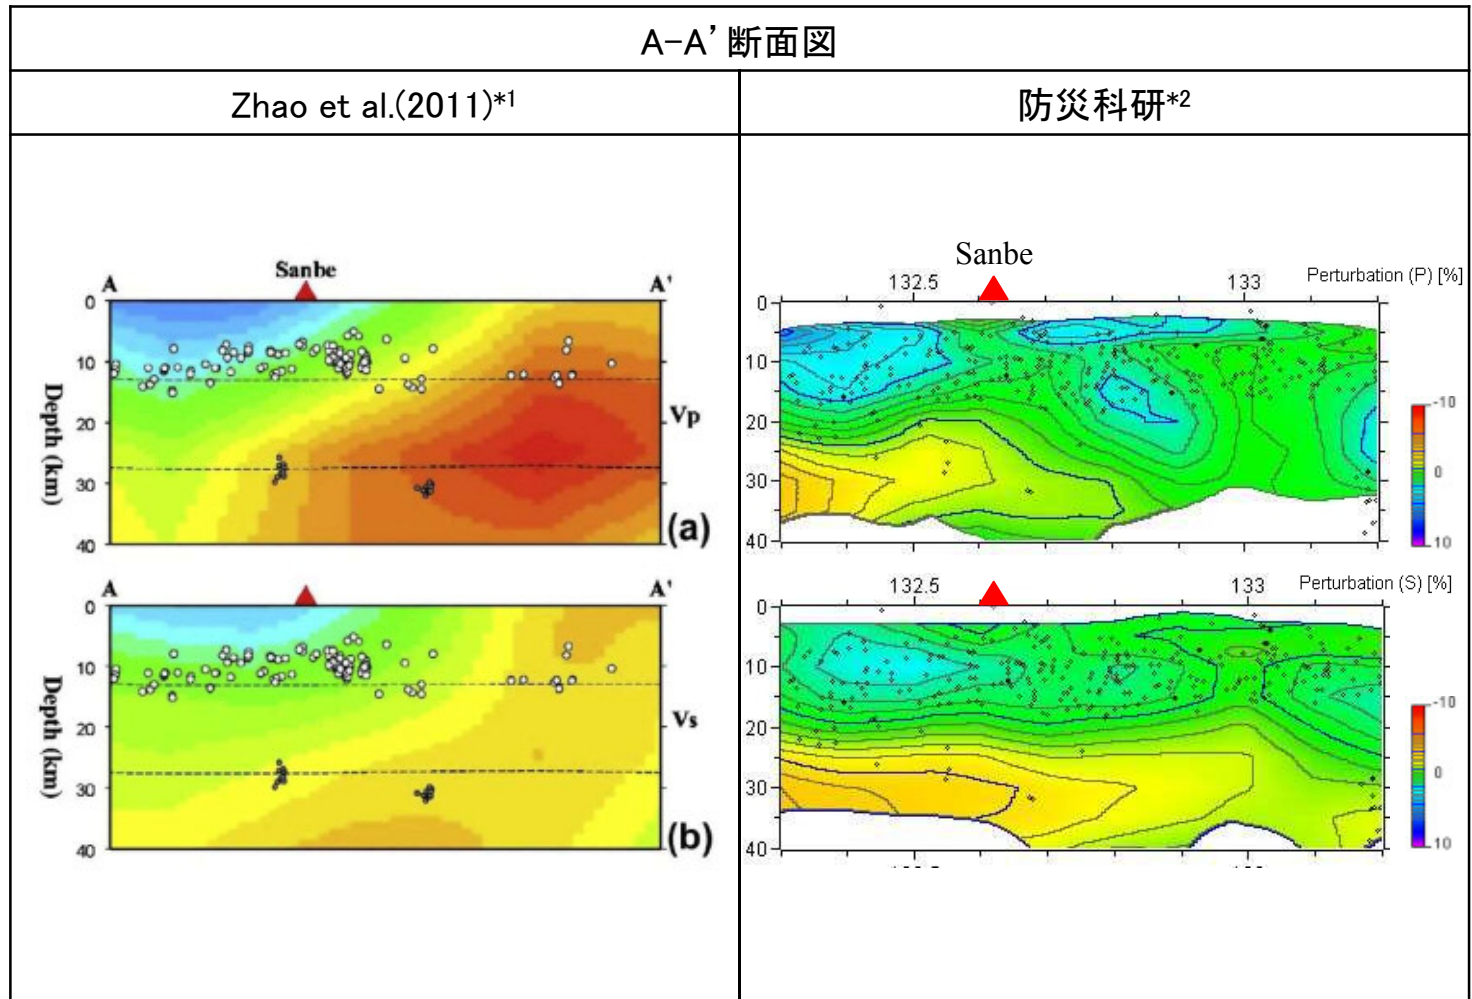 A-A’断面図
Zhao et al.(2011)*1
防災科研*2
Sanbe
A
A'
0
10
20
30
40
Depth (km)
Vp
(a)
A
A'
0
10
20
30
40
Depth (km)
Vs
(b)
Sanbe
132.5
133
Perturbation (P) [%]
0
10
20
30
40
-10
0
10
132.5
133
Perturbation (S) [%]
0
10
20
30
40
-10
0
10